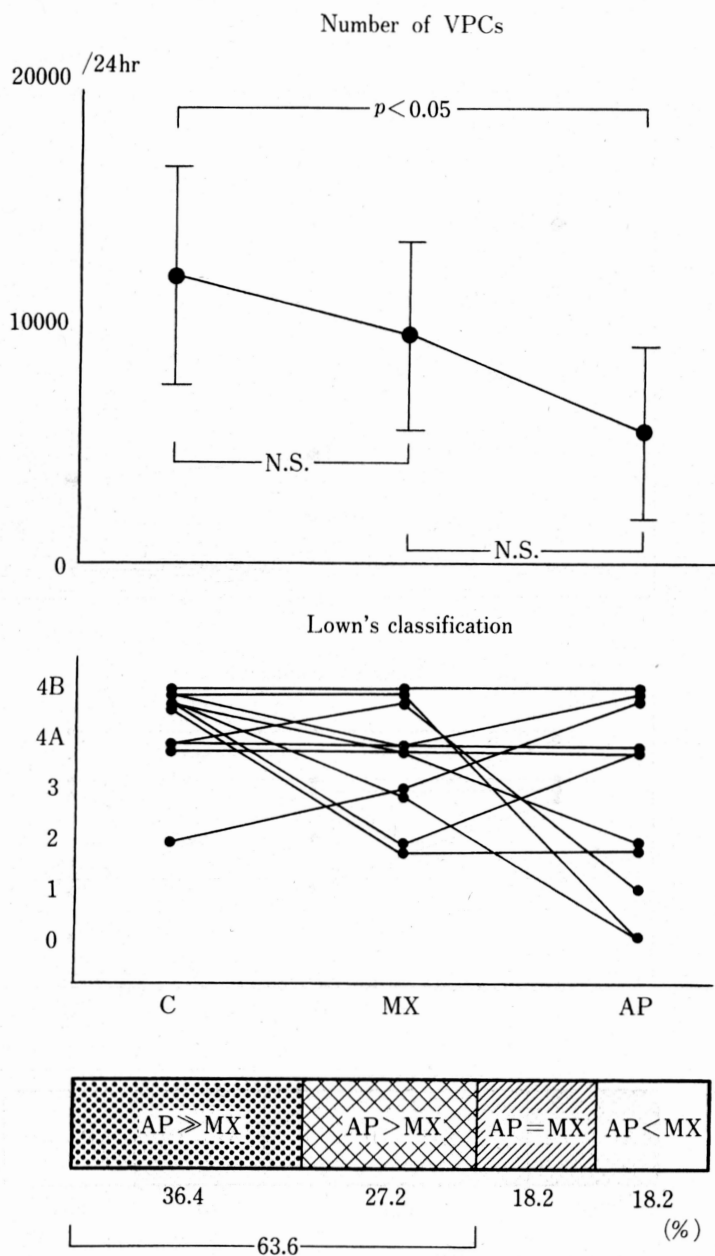 Number of VPCs
20000 /24hr
p<0.05
10000
N.S.
N.S.
0
Lown's classification
4B
4A
3
2
1
0
C MX AP
AP≫MX AP>MX AP=MX AP<MX
36.4 27.2 18.2 18.2
(%)
63.6